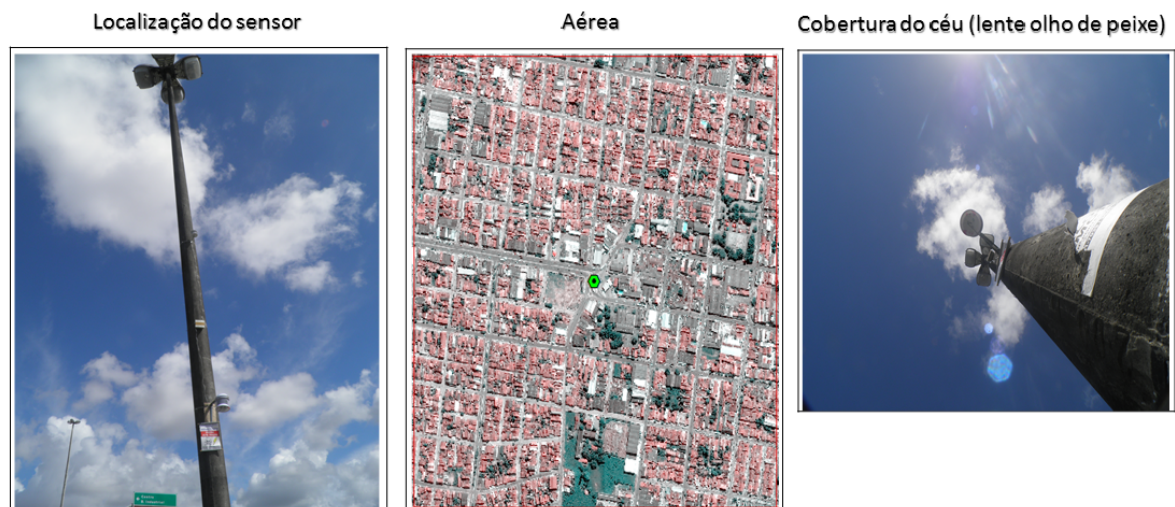 Localização do sensor
Aérea
Cobertura do céu (lente olho de peixe)